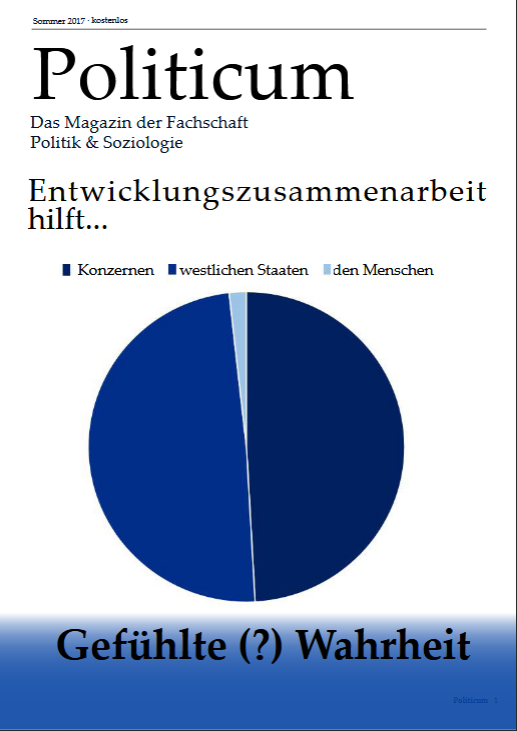 Sommer 2017 · kostenlos
Politicum
Das Magazin der Fachschaft
Politik & Soziologie
Entwicklungszusammenarbeit
hilft...
Konzernen westlichen Staaten den Menschen
Gefühlte (?) Wahrheit
Politicum 1